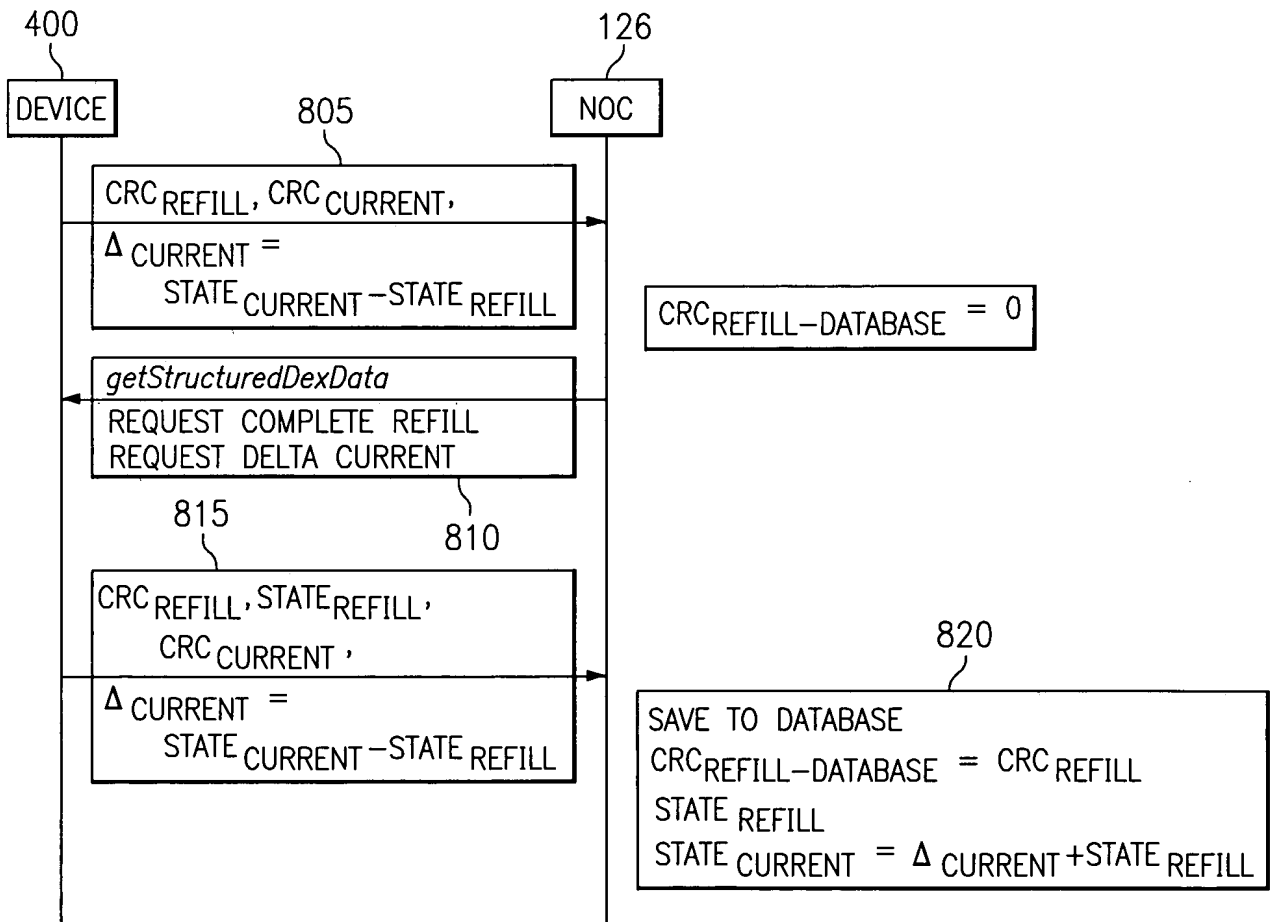 400
126
DEVICE
NOC
805
CRC REFILL, CRC CURRENT,
Δ CURRENT =
STATE CURRENT – STATE REFILL
CRC REFILL–DATABASE = 0
getStructuredDexData
REQUEST COMPLETE REFILL
REQUEST DELTA CURRENT
815
810
CRC REFILL, STATE REFILL,
CRC CURRENT,
Δ CURRENT =
STATE CURRENT – STATE REFILL
820
SAVE TO DATABASE
CRC REFILL–DATABASE = CRC REFILL
STATE REFILL
STATE CURRENT = Δ CURRENT + STATE REFILL